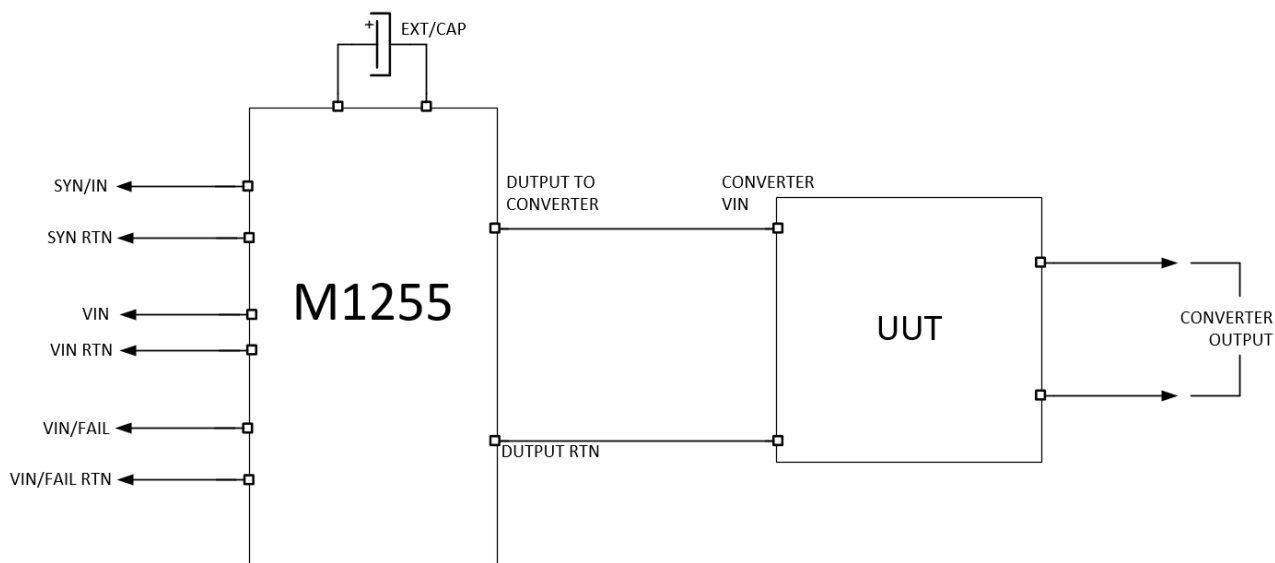 +
EXT/CAP
SYN/IN
SYN RTN
VIN
VIN RTN
VIN/FAIL
VIN/FAIL RTN
M1255
DUTPUT TO
CONVERTER
DUTPUT RTN
CONVERTER
VIN
UUT
CONVERTER
OUTPUT